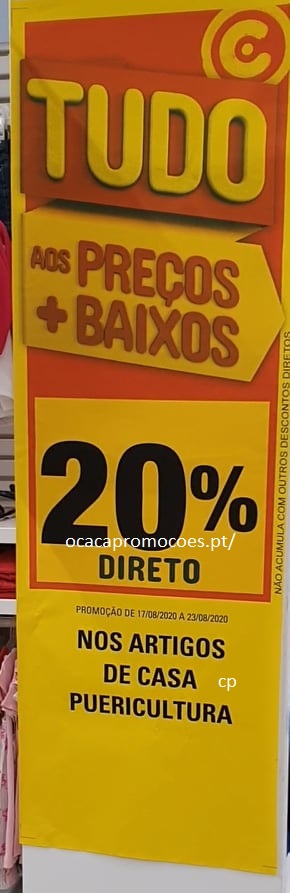 C
TUDO
AOS PREÇOS
+ BAIXOS
20%
ocacapromocoes.pt/
DIRETO
NÃO ACUMULA COM OUTROS DESCONTOS DIRETOS
PROMOÇÃO DE 17/08/2020 A 23/08/2020
NOS ARTIGOS
DE CASA cp
PUERICULTURA